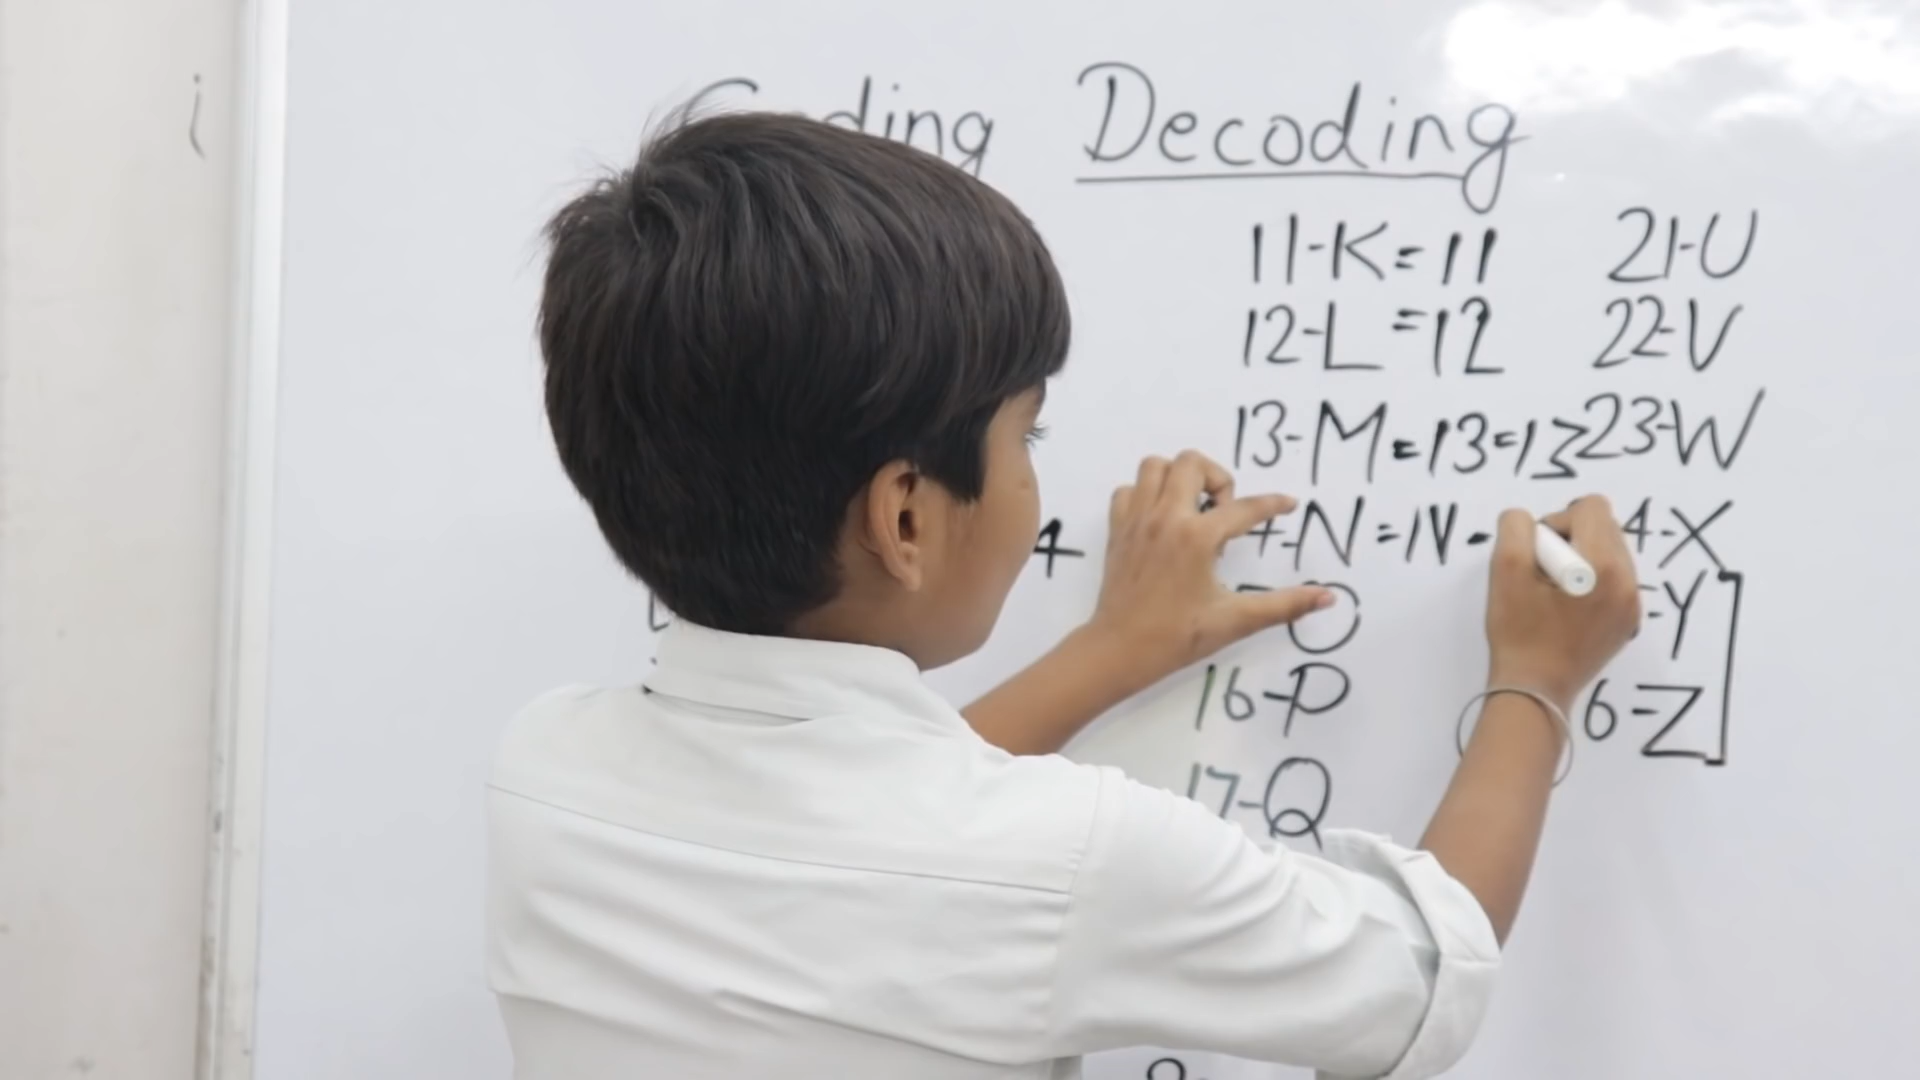 ding Decoding
11-K=11 21-U
12-L=12 22-V
13-M=13=13 23-W
4 -N=1V- 4-X
O =Y
16-P 6=Z
17-Q